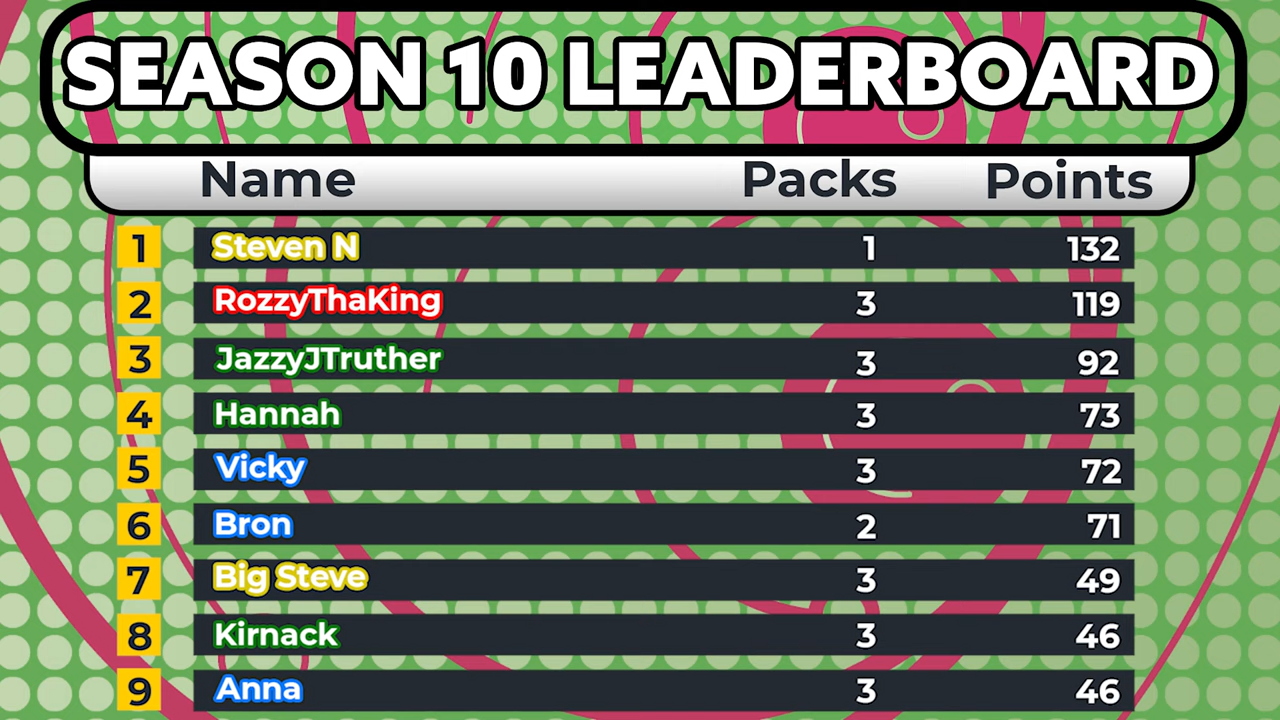 SEASON 10 LEADERBOARD
Name Packs Points
1 Steven N 1 132
2 RozzyThaKing 3 119
3 JazzyJTruther 3 92
4 Hannah 3 73
5 Vicky 3 72
6 Bron 2 71
7 Big Steve 3 49
8 Kirnack 3 46
9 Anna 3 46